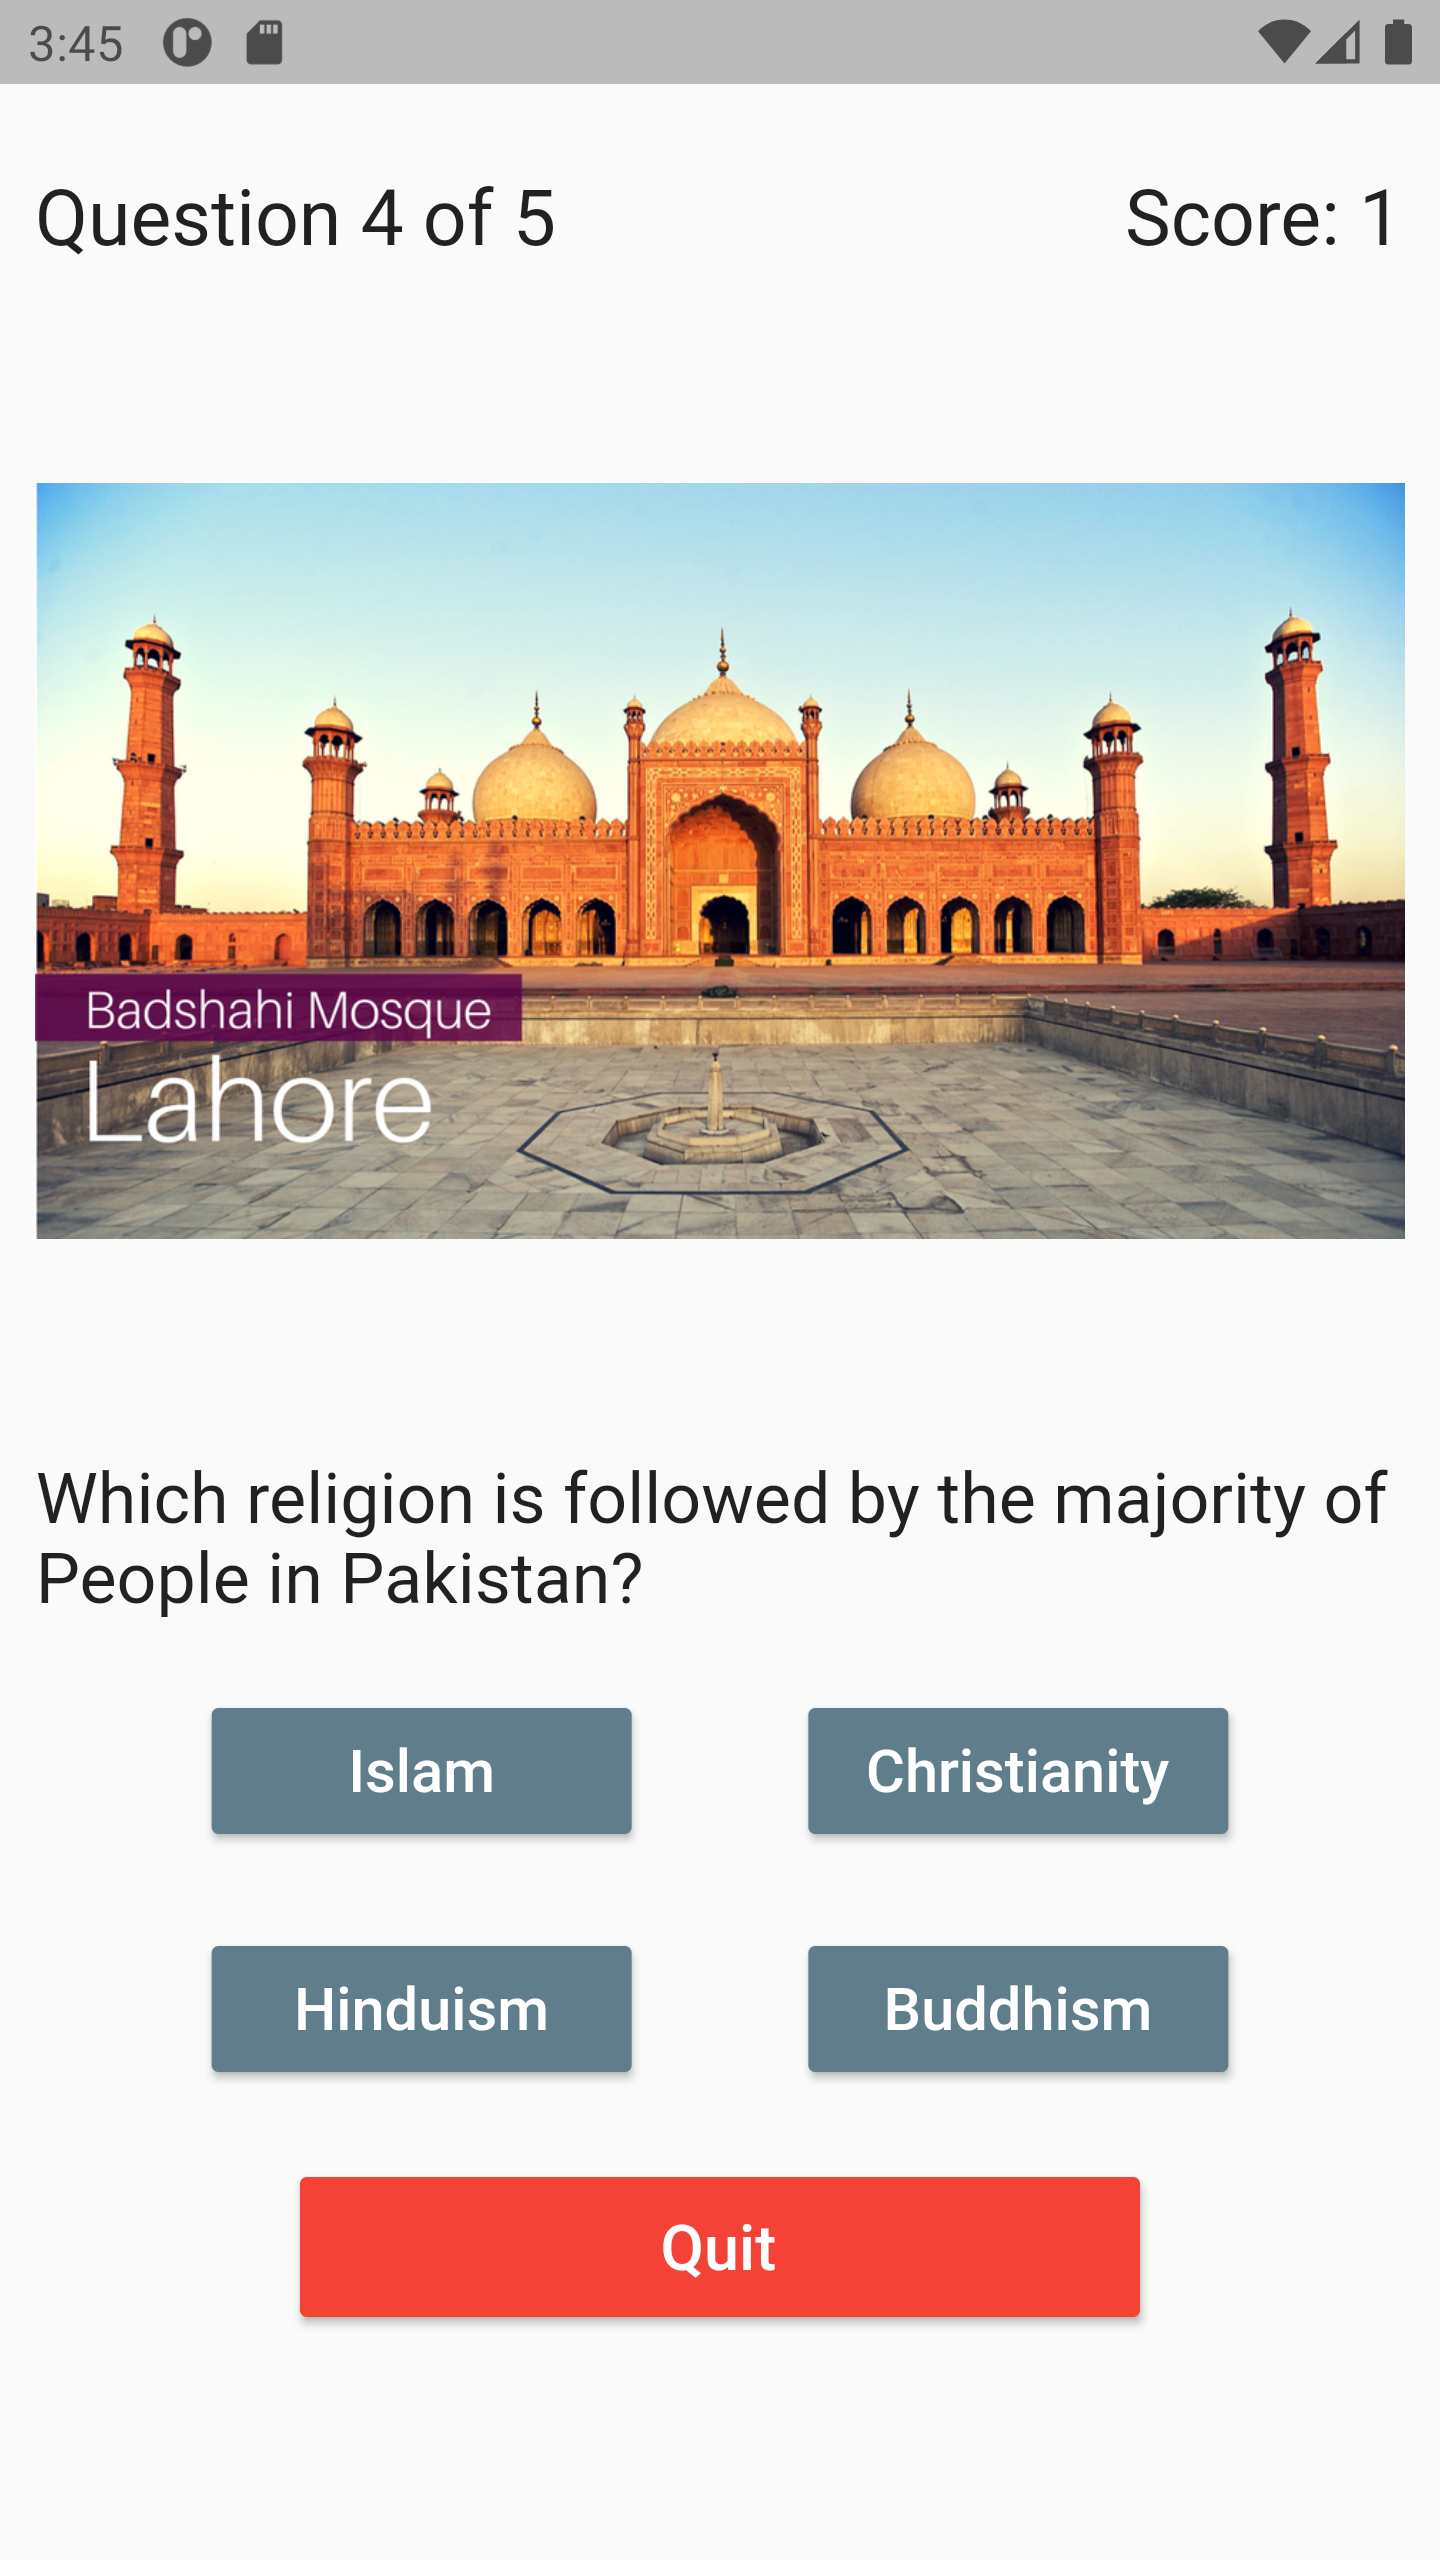 3:45
Question 4 of 5
Score: 1
Badshahi Mosque
Lahore
Which religion is followed by the majority of
People in Pakistan?
Islam
Christianity
Hinduism
Buddhism
Quit